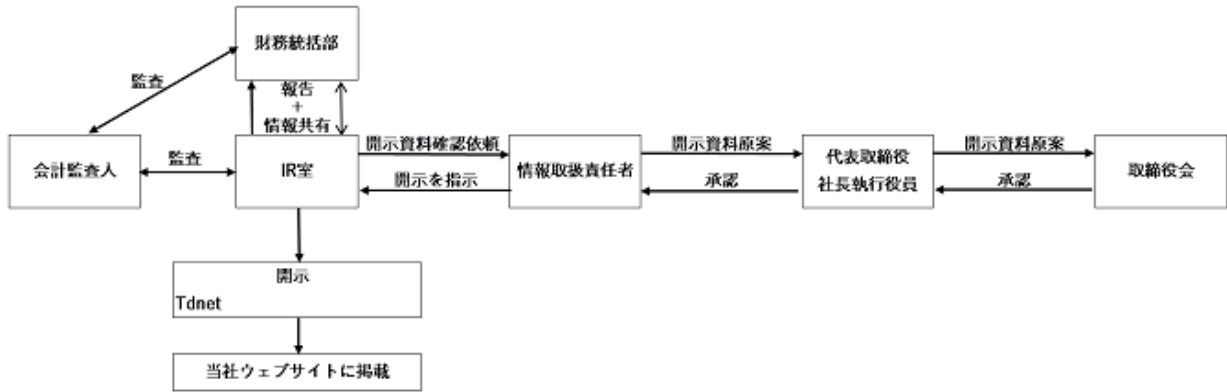 財務統括部
監査
報告
+
情報共有
会計監査人
監査
IR室
開示資料確認依頼
開示を指示
情報取扱責任者
開示資料原案
承認
代表取締役
社長執行役員
開示資料原案
承認
取締役会
開示
Tdnet
当社ウェブサイトに掲載